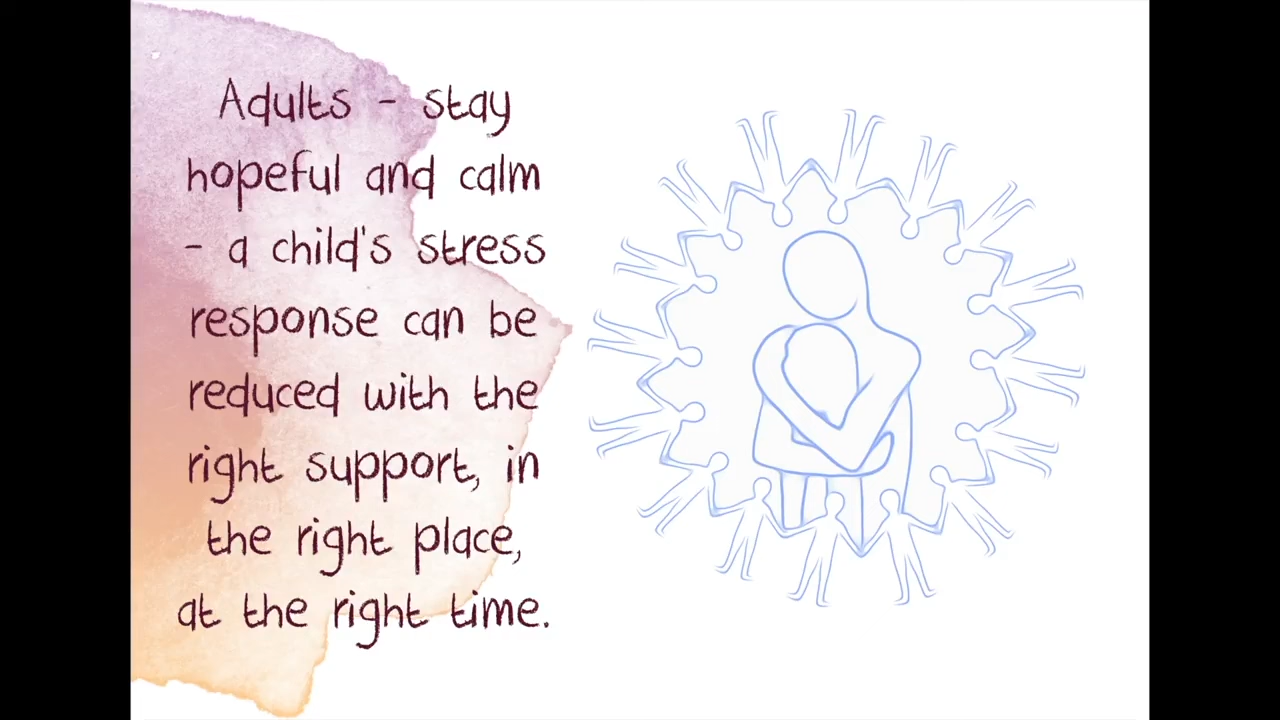 Adults - stay
hopeful and calm
- a child's stress
response can be
reduced with the
right support, in
the right place,
at the right time.